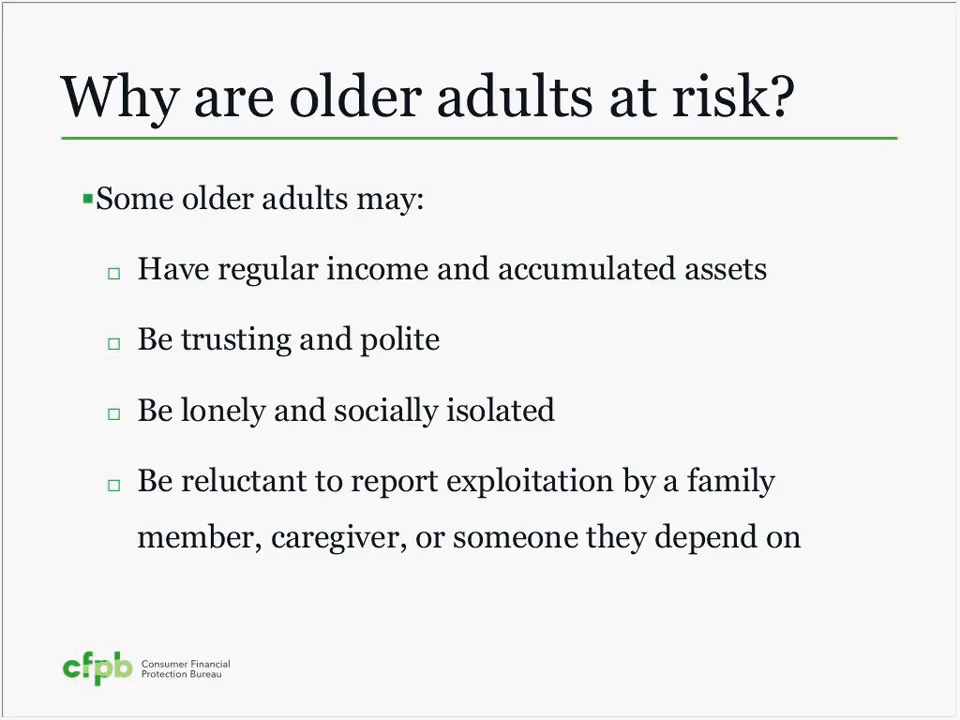 Why are older adults at risk?
Some older adults may:
Have regular income and accumulated assets
Be trusting and polite
Be lonely and socially isolated
Be reluctant to report exploitation by a family
member, caregiver, or someone they depend on
cfpb
Consumer Financial
Protection Bureau